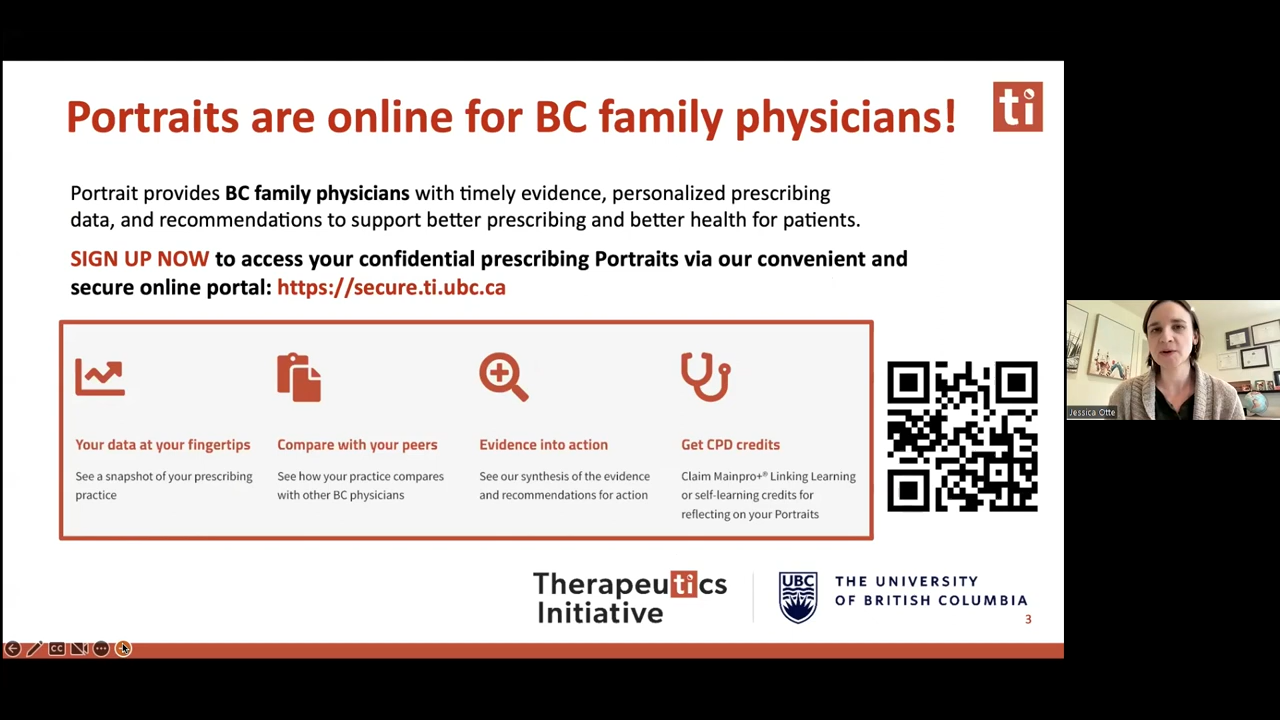 Portraits are online for BC family physicians!
ti
Portrait provides BC family physicians with timely evidence, personalized prescribing
data, and recommendations to support better prescribing and better health for patients.
SIGN UP NOW to access your confidential prescribing Portraits via our convenient and
secure online portal: https://secure.ti.ubc.ca
Your data at your fingertips
See a snapshot of your prescribing
practice
Compare with your peers
See how your practice compares
with other BC physicians
Evidence into action
See our synthesis of the evidence
and recommendations for action
Get CPD credits
Claim Mainpro+® Linking Learning
or self-learning credits for
reflecting on your Portraits
Jessica Otte
Therapeutics
Initiative
UBC
THE UNIVERSITY
OF BRITISH COLUMBIA
3
CC